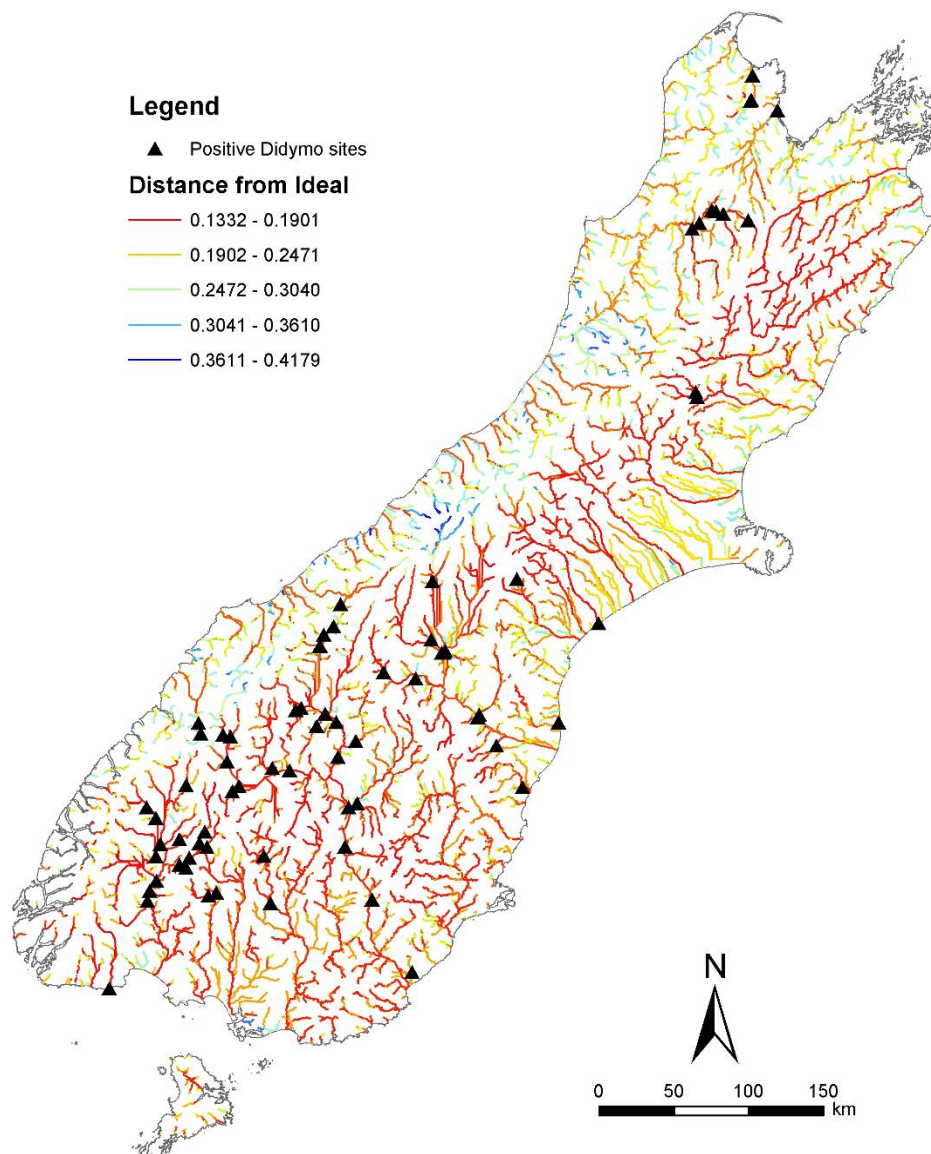 Legend
Positive Didymo sites
Distance from Ideal
0.1332 - 0.1901
0.1902 - 0.2471
0.2472 - 0.3040
0.3041 - 0.3610
0.3611 - 0.4179
N
0 50 100 150
km